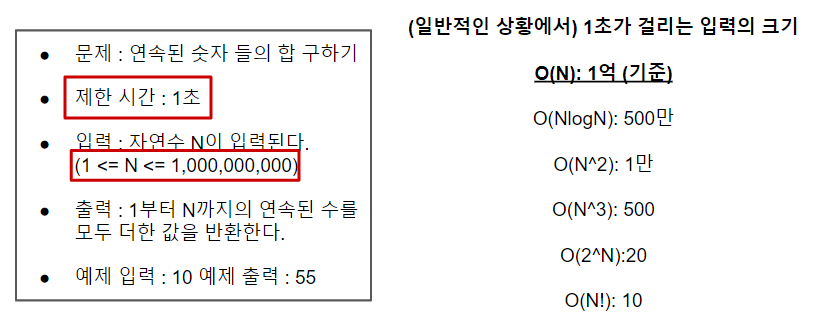 ● 문제 : 연속된 숫자 들의 합 구하기
● 제한 시간 : 1초
● 입력 : 자연수 N이 입력된다.
(1 <= N <= 1,000,000,000)
● 출력 : 1부터 N까지의 연속된 수를
모두 더한 값을 반환한다.
● 예제 입력 : 10 예제 출력 : 55
(일반적인 상황에서) 1초가 걸리는 입력의 크기
O(N): 1억 (기준)
O(NlogN): 500만
O(N^2): 1만
O(N^3): 500
O(2^N):20
O(N!): 10